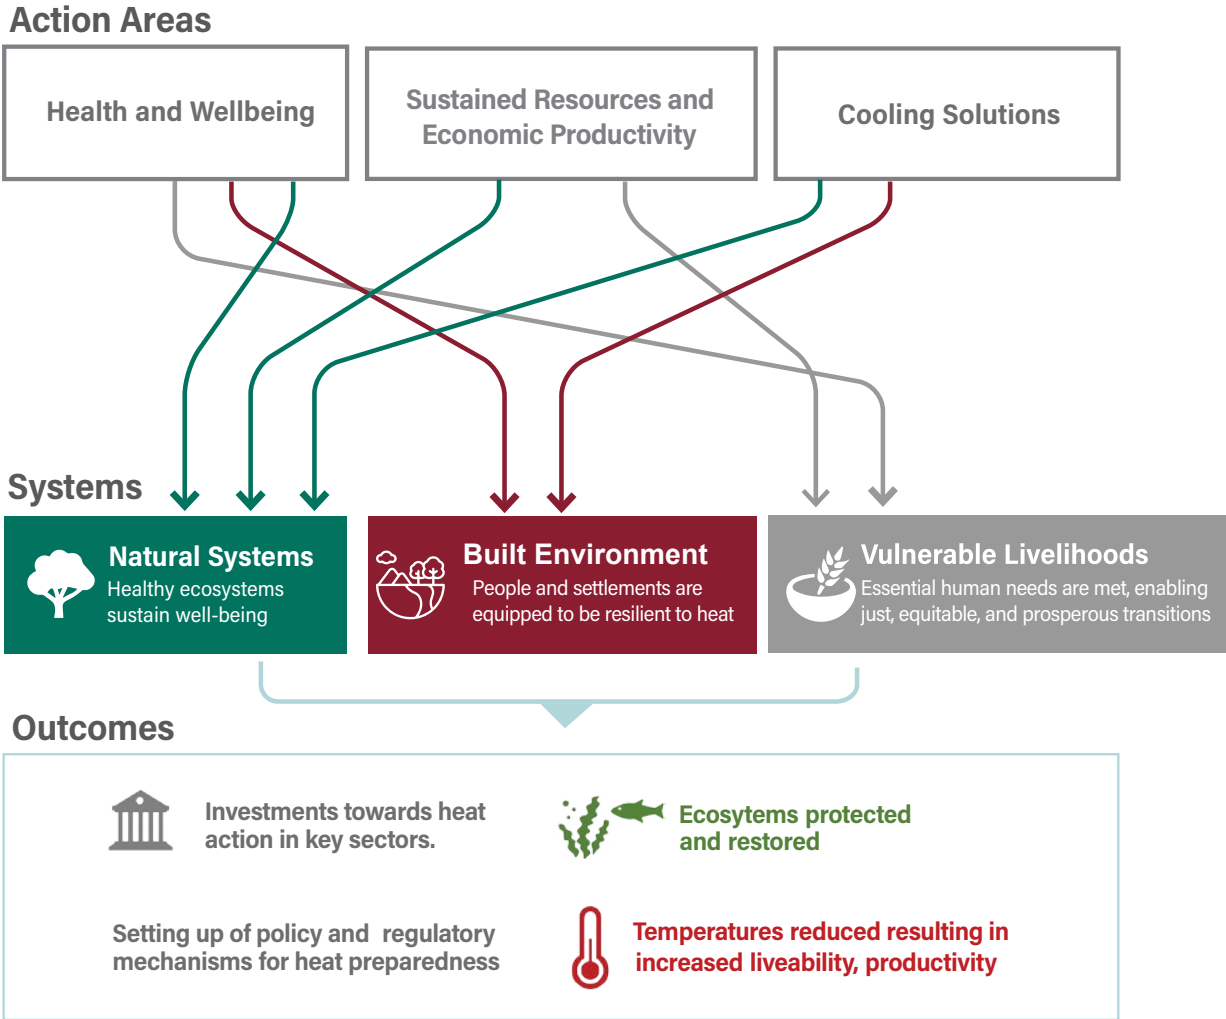 Action Areas
Health and Wellbeing
Sustained Resources and
Economic Productivity
Cooling Solutions
Systems
Natural Systems
Healthy ecosystems
sustain well-being
Built Environment
People and settlements are
equipped to be resilient to heat
Vulnerable Livelihoods
Essential human needs are met, enabling
just, equitable, and prosperous transitions
Outcomes
Investments towards heat
action in key sectors.
Ecosytems protected
and restored
Setting up of policy and regulatory
mechanisms for heat preparedness
Temperatures reduced resulting in
increased liveability, productivity